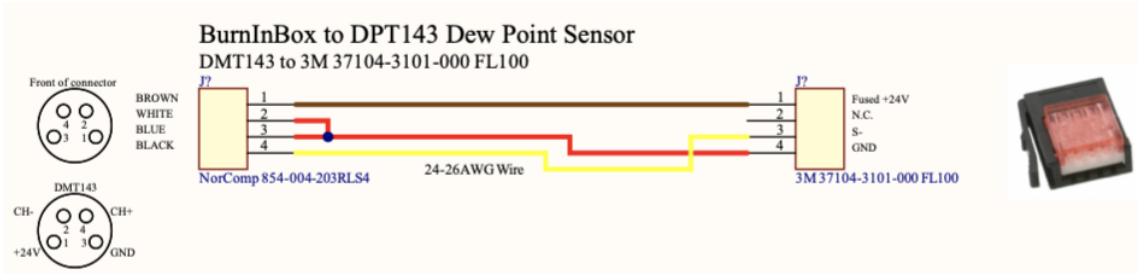 BurnInBox to DPT143 Dew Point Sensor
DMT143 to 3M 37104-3101-000 FL100
Front of connector
4 2
3 1
J?
BROWN 1
WHITE 2
BLUE 3
BLACK 4
NorComp 854-004-203RLS4
24-26AWG Wire
J?
1 Fused +24V
2 N.C.
3 S-
4 GND
3M 37104-3101-000 FL100
DMT143
CH- CH+
2 4
1 3
+24V GND